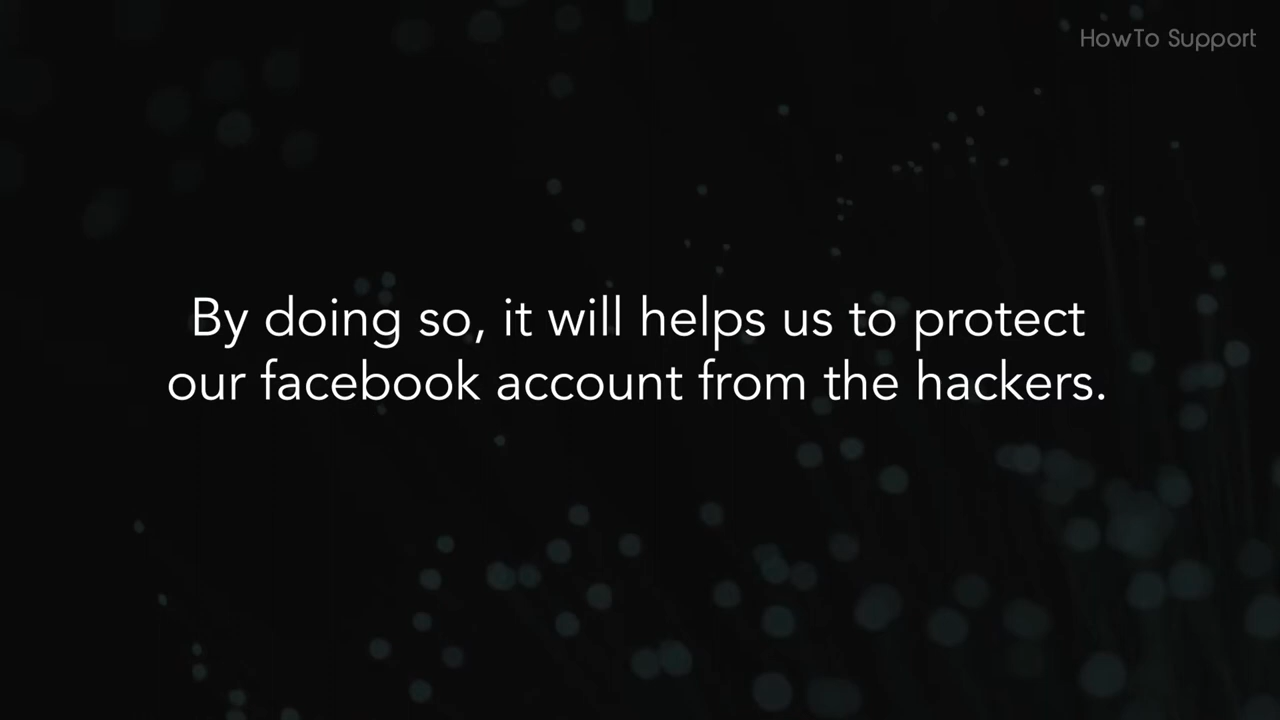 HowTo Support
By doing so, it will helps us to protect
our facebook account from the hackers.